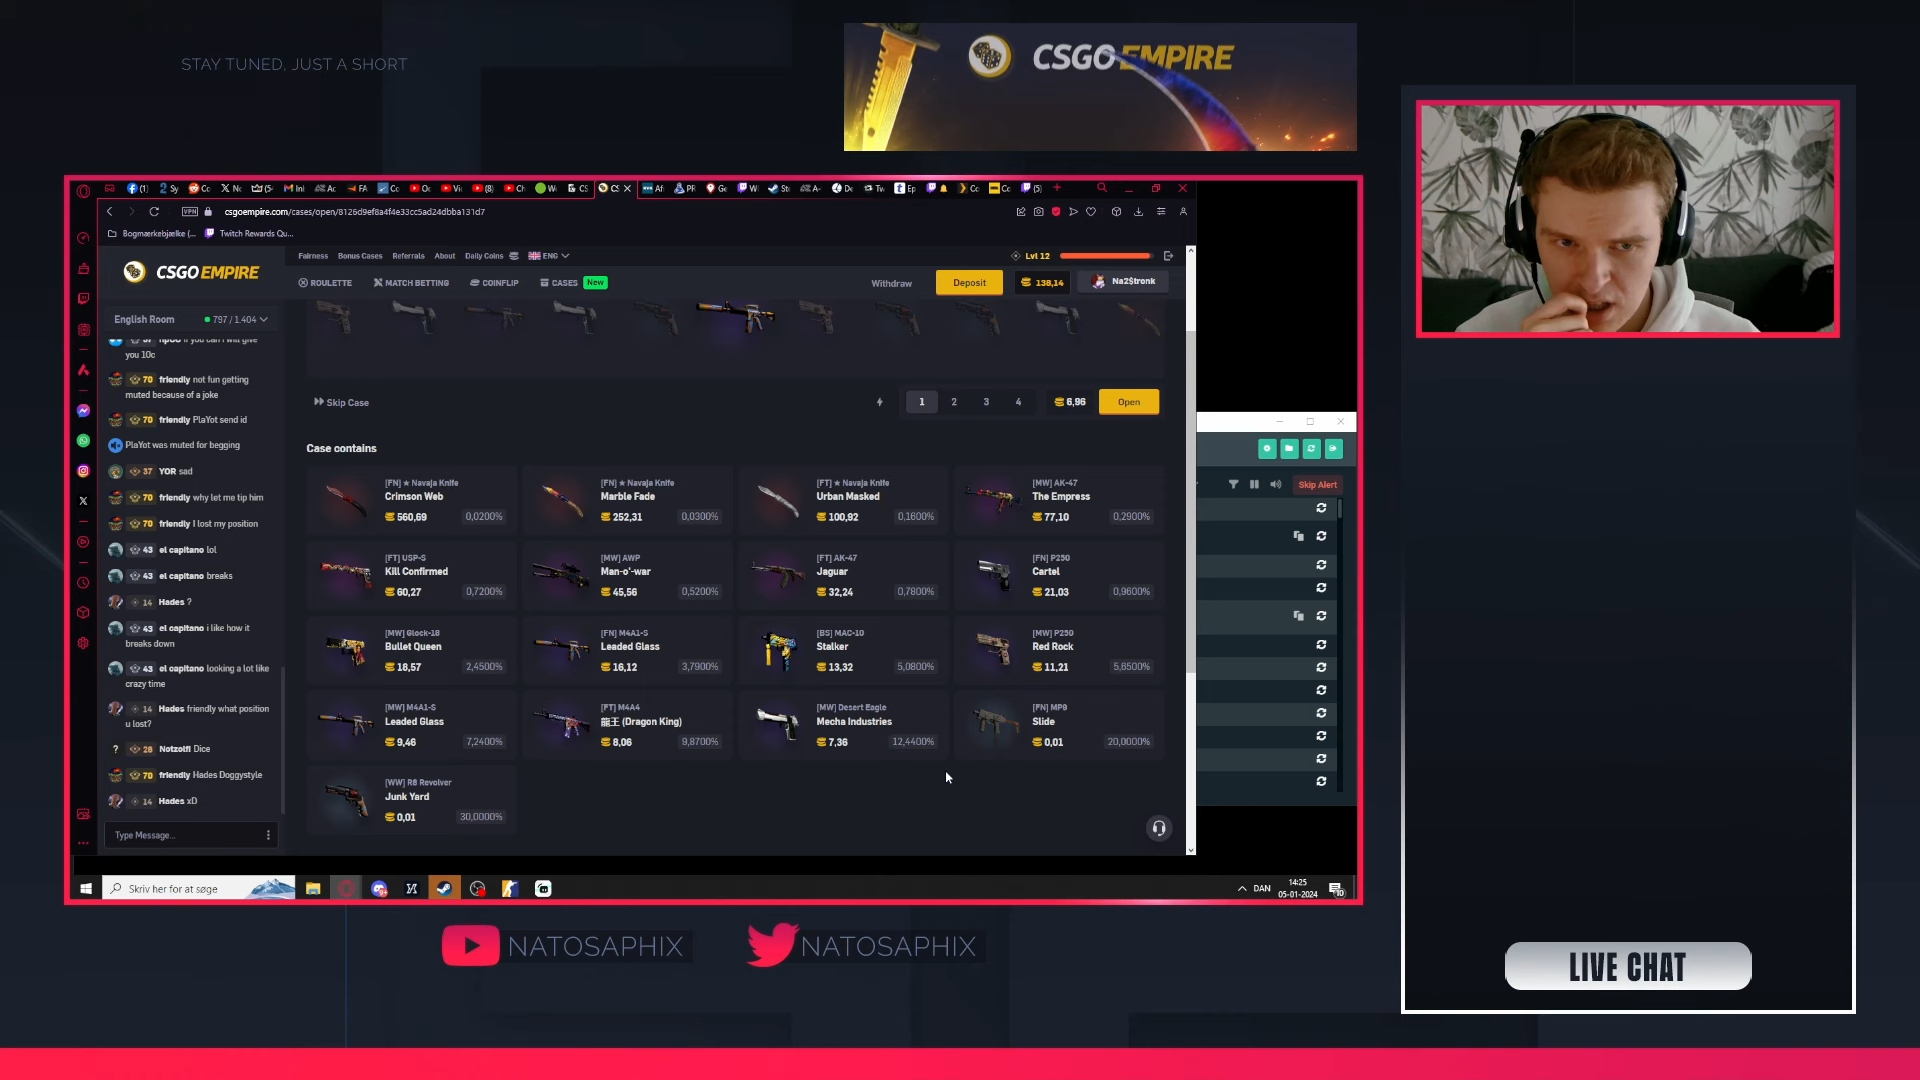 STAY TUNED, JUST A SHORT
CSGOEMPIRE
csgoempire.com/cases/open/8126d9ef8a4f4e33cc5ad24dbba131d7
VPN
Bogmærkebjælke (...
Twitch Rewards Qu...
CSGOEMPIRE
Fairness
Bonus Cases
Referrals
About
Daily Coins
ENG
Lvl 12
ROULETTE
MATCH BETTING
COINFLIP
CASES
New
Withdraw
Deposit
138,14
Na2$tronk
English Room
797 / 1.404
you 10c
70 friendly not fun getting
muted because of a joke
70 friendly PlaYot send id
PlaYot was muted for begging
37 YOR sad
70 friendly why let me tip him
70 friendly I lost my position
43 el capitano lol
43 el capitano breaks
14 Hades ?
43 el capitano i like how it
breaks down
43 el capitano looking a lot like
crazy time
14 Hades friendly what position
u lost?
? 28 Notzolfi Dice
70 friendly Hades Doggystyle
14 Hades xD
Type Message...
Skip Case
1
2
3
4
6,96
Open
Case contains
[FN] ★ Navaja Knife
Crimson Web
560,69
0,0200%
[FN] ★ Navaja Knife
Marble Fade
252,31
0,0300%
[FT] ★ Navaja Knife
Urban Masked
100,92
0,1600%
[MW] AK-47
The Empress
77,10
0,2900%
[FT] USP-S
Kill Confirmed
60,27
0,7200%
[MW] AWP
Man-o'-war
45,56
0,5200%
[FT] AK-47
Jaguar
32,24
0,7800%
[FN] P250
Cartel
21,03
0,9600%
[MW] Glock-18
Bullet Queen
18,57
2,4500%
[FN] M4A1-S
Leaded Glass
16,12
3,7900%
[BS] MAC-10
Stalker
13,32
5,0800%
[MW] P250
Red Rock
11,21
5,6500%
[MW] M4A1-S
Leaded Glass
9,46
7,2400%
[FT] M4A4
龍王 (Dragon King)
8,06
9,8700%
[MW] Desert Eagle
Mecha Industries
7,36
12,4400%
[FN] MP9
Slide
0,01
20,0000%
[WW] R8 Revolver
Junk Yard
0,01
30,0000%
Skip Alert
Skriv her for at søge
DAN
14:25
05-01-2024
NATOSAPHIX
NATOSAPHIX
LIVE CHAT